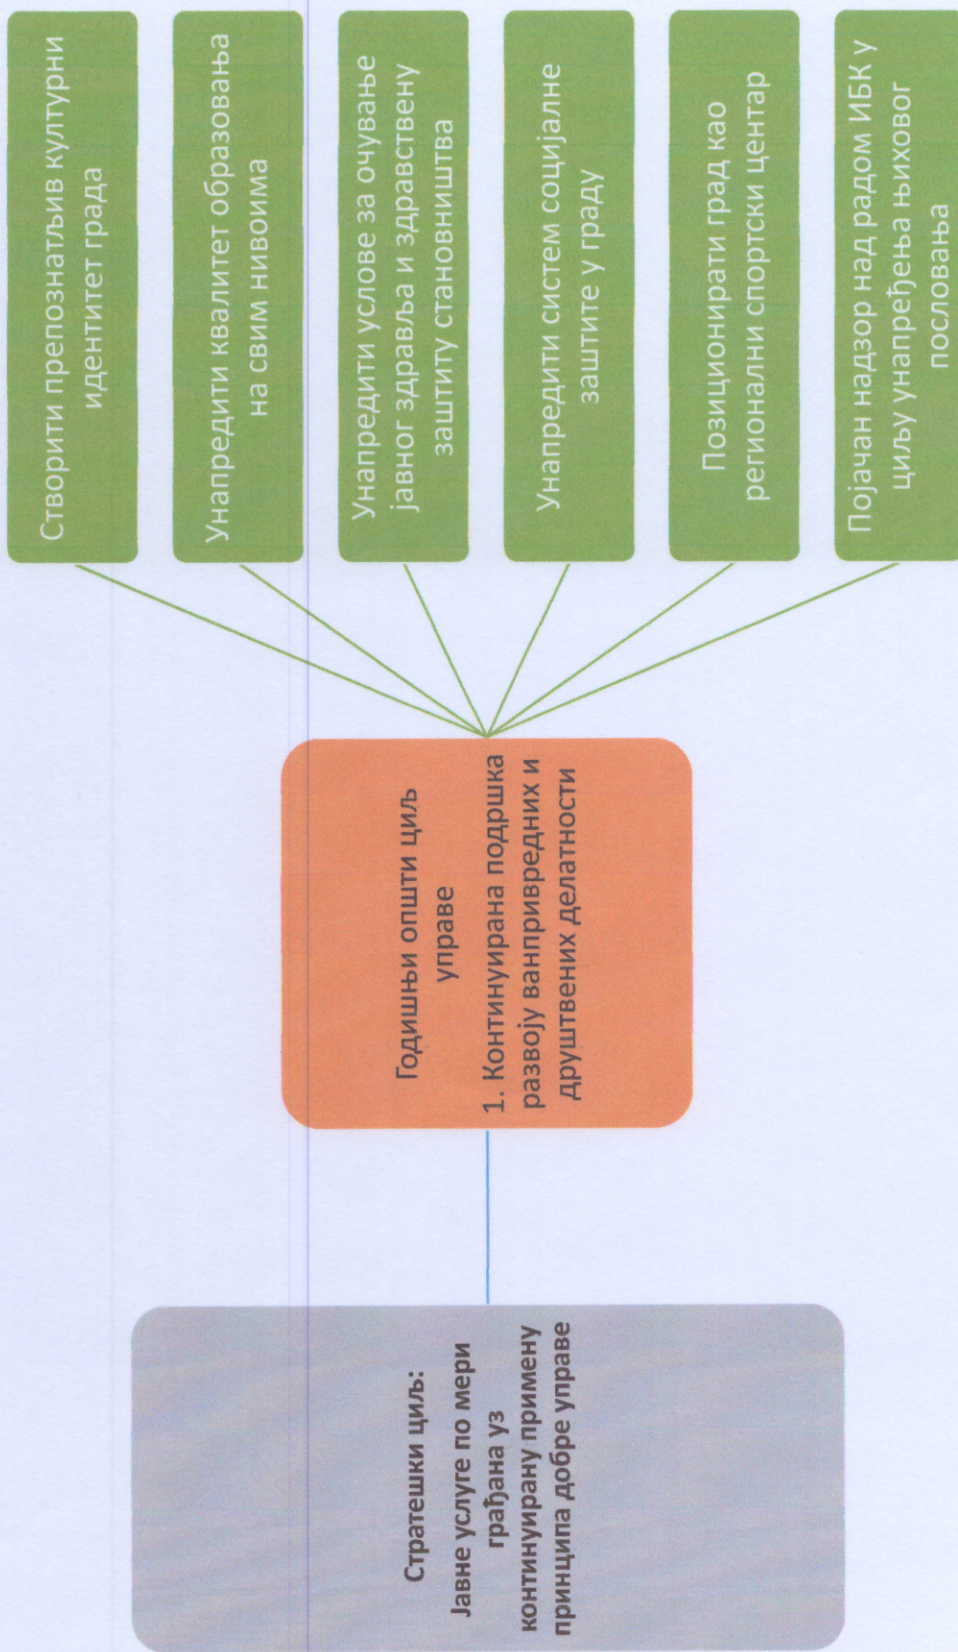 Стратешки циљ:
Јавне услуге по мери
грађана уз
континуирану примену
принципа добре управе
Годишњи општи циљ
управе
1. Континуирана подршка
развоју ванпривредних и
друштвених делатности
Створити препознатљив културни
идентитет града
Унапредити квалитет образовања
на свим нивоима
Унапредити услове за очување
јавног здравља и здравствену
заштиту становништва
Унапредити систем социјалне
заштите у граду
Позиционирати град као
регионални спортски центар
Појачан надзор над радом ИБК у
циљу унапређења њиховог
пословања